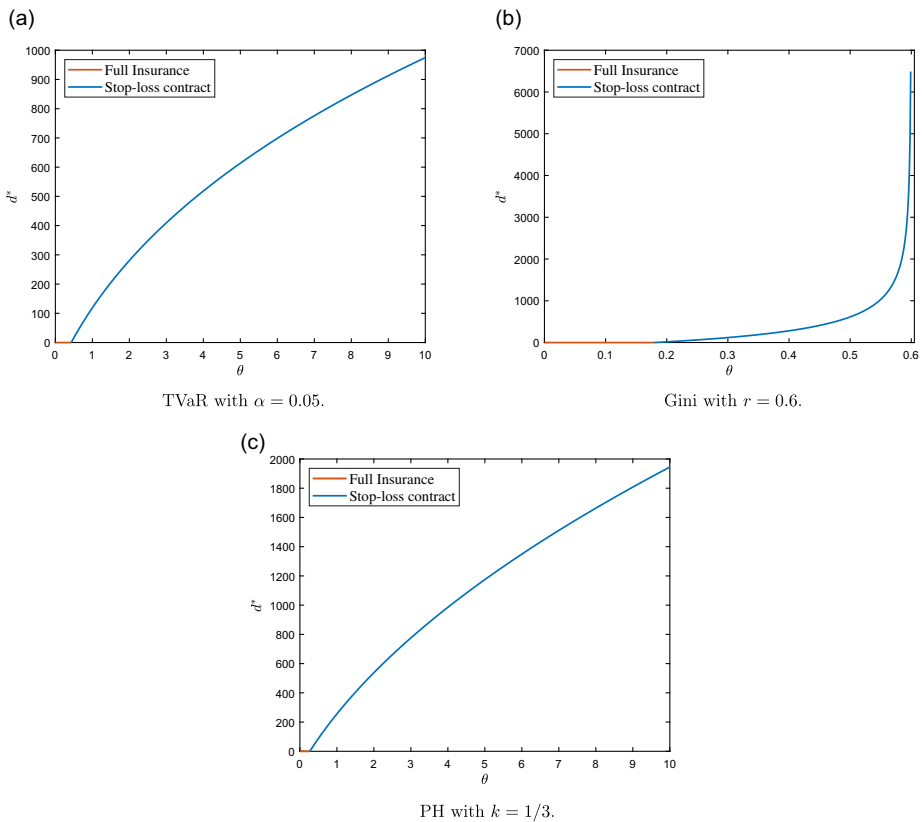 (a)
1000
900
800
700
600
500
400
300
200
100
0
d*
Full Insurance
Stop-loss contract
0 1 2 3 4 5 6 7 8 9 10
θ
TVaR with α = 0.05.
(b)
7000
6000
5000
4000
3000
2000
1000
0
d*
Full Insurance
Stop-loss contract
0 0.1 0.2 0.3 0.4 0.5 0.6
θ
Gini with r = 0.6.
(c)
2000
1800
1600
1400
1200
1000
800
600
400
200
0
d*
Full Insurance
Stop-loss contract
0 1 2 3 4 5 6 7 8 9 10
θ
PH with k = 1/3.